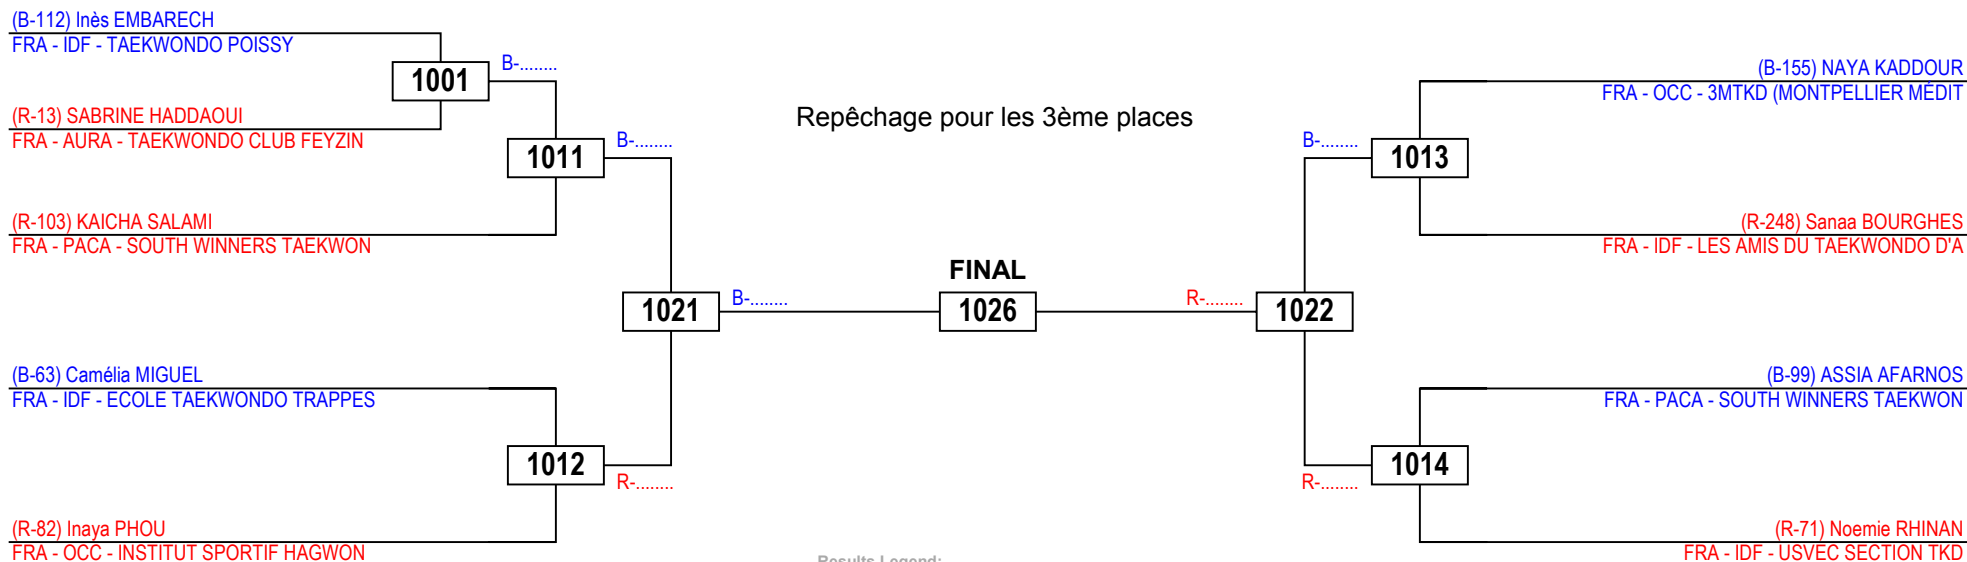 (B-112) Inès EMBARECH
FRA - IDF - TAEKWONDO POISSY
1001
B-........
(R-13) SABRINE HADDAOUI
FRA - AURA - TAEKWONDO CLUB FEYZIN
1011
B-........
(R-103) KAICHA SALAMI
FRA - PACA - SOUTH WINNERS TAEKWON
1021
B-........
(B-63) Camélia MIGUEL
FRA - IDF - ECOLE TAEKWONDO TRAPPES
1012
R-........
(R-82) Inaya PHOU
FRA - OCC - INSTITUT SPORTIF HAGWON
Repêchage pour les 3ème places
FINAL
1026
Results Legend:
(B-155) NAYA KADDOUR
FRA - OCC - 3MTKD (MONTPELLIER MÉDIT
B-........
1013
(R-248) Sanaa BOURGHES
FRA - IDF - LES AMIS DU TAEKWONDO D'A
R-........
1022
(B-99) ASSIA AFARNOS
FRA - PACA - SOUTH WINNERS TAEKWON
1014
R-........
(R-71) Noemie RHINAN
FRA - IDF - USVEC SECTION TKD